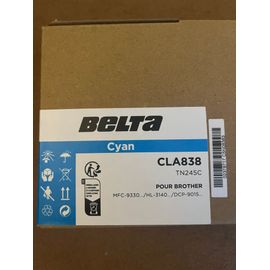 BELTA
Cyan
CLA838
TN245C
POUR BROTHER
MFC-9330.../HL-3140.../DCP-9015...